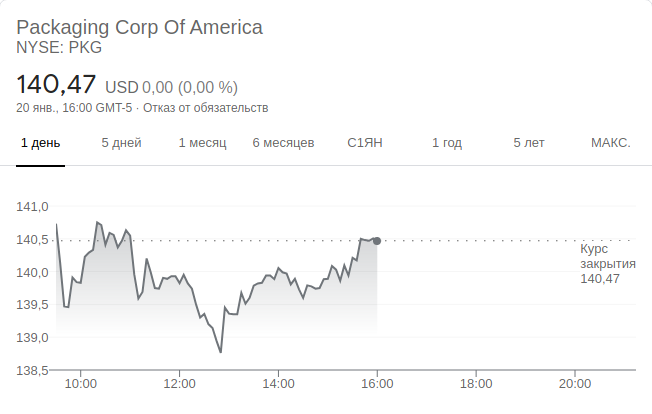 Packaging Corp Of America
NYSE: PKG
140,47 USD 0,00 (0,00 %)
20 янв., 16:00 GMT-5 · Отказ от обязательств
1 день 5 дней 1 месяц 6 месяцев С1ЯН 1 год 5 лет МАКС.
141,0
140,5
Курс
закрытия
140,47
140,0
139,5
139,0
138,5
10:00 12:00 14:00 16:00 18:00 20:00